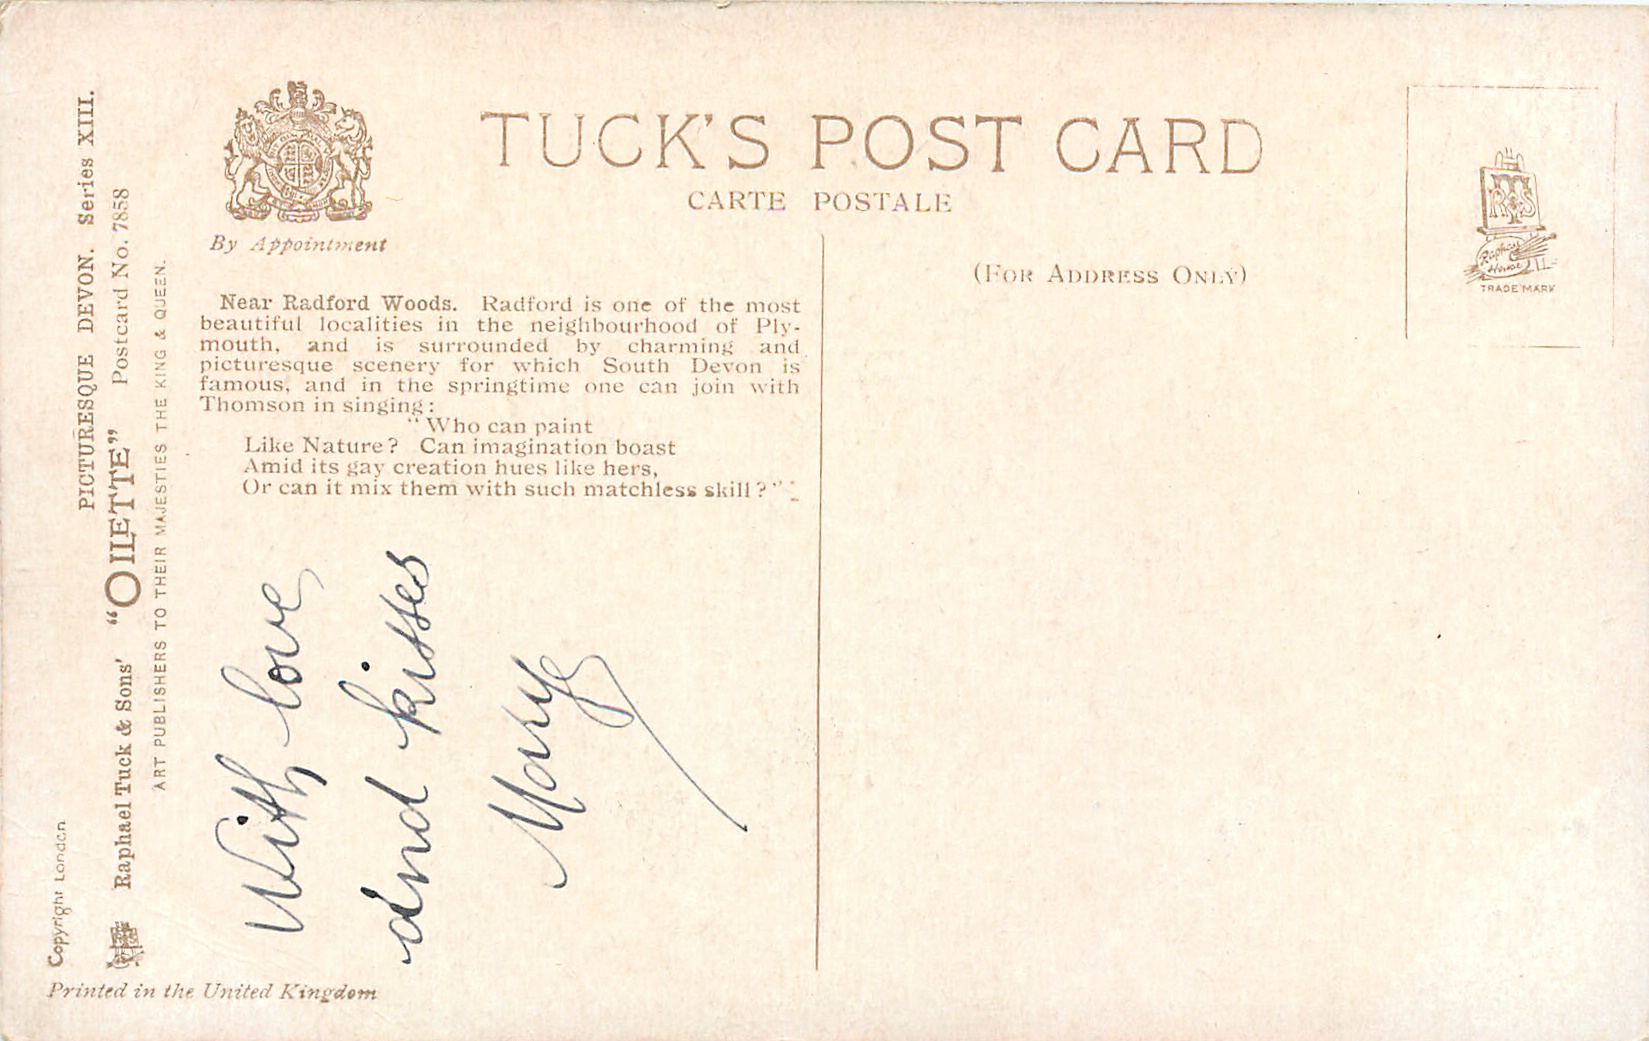 TUCK'S POST CARD
CARTE POSTALE
By Appointment
(FOR ADDRESS ONLY)
RTS
Raphael
House
TRADE MARK
Near Radford Woods. Radford is one of the most
beautiful localities in the neighbourhood of Ply-
mouth, and is surrounded by charming and
picturesque scenery for which South Devon is
famous, and in the springtime one can join with
Thomson in singing:
"Who can paint
Like Nature? Can imagination boast
Amid its gay creation hues like hers,
Or can it mix them with such matchless skill?"
With love
and kisses
Mary
PICTURESQUE DEVON. Series XIII.
Raphael Tuck & Sons' "OILETTE" Postcard No. 7858
ART PUBLISHERS TO THEIR MAJESTIES THE KING & QUEEN.
Copyright London
Printed in the United Kingdom